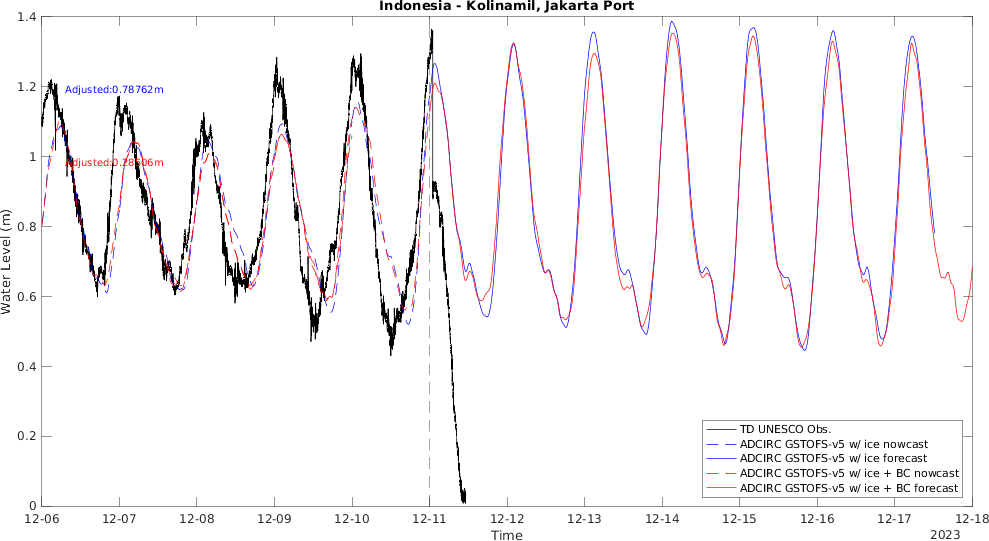 Indonesia - Kolinamil, Jakarta Port
Water Level (m)
1.4
1.2
1
0.8
0.6
0.4
0.2
0
Adjusted:0.78762m
Adjusted:0.28606m
TD UNESCO Obs.
ADCIRC GSTOFS-v5 w/ ice nowcast
ADCIRC GSTOFS-v5 w/ ice forecast
ADCIRC GSTOFS-v5 w/ ice + BC nowcast
ADCIRC GSTOFS-v5 w/ ice + BC forecast
12-06 12-07 12-08 12-09 12-10 12-11 12-12 12-13 12-14 12-15 12-16 12-17 12-18
Time
2023